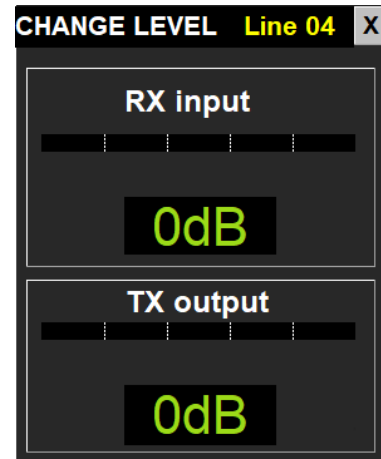 CHANGE LEVEL Line 04 X
RX input
0dB
TX output
0dB